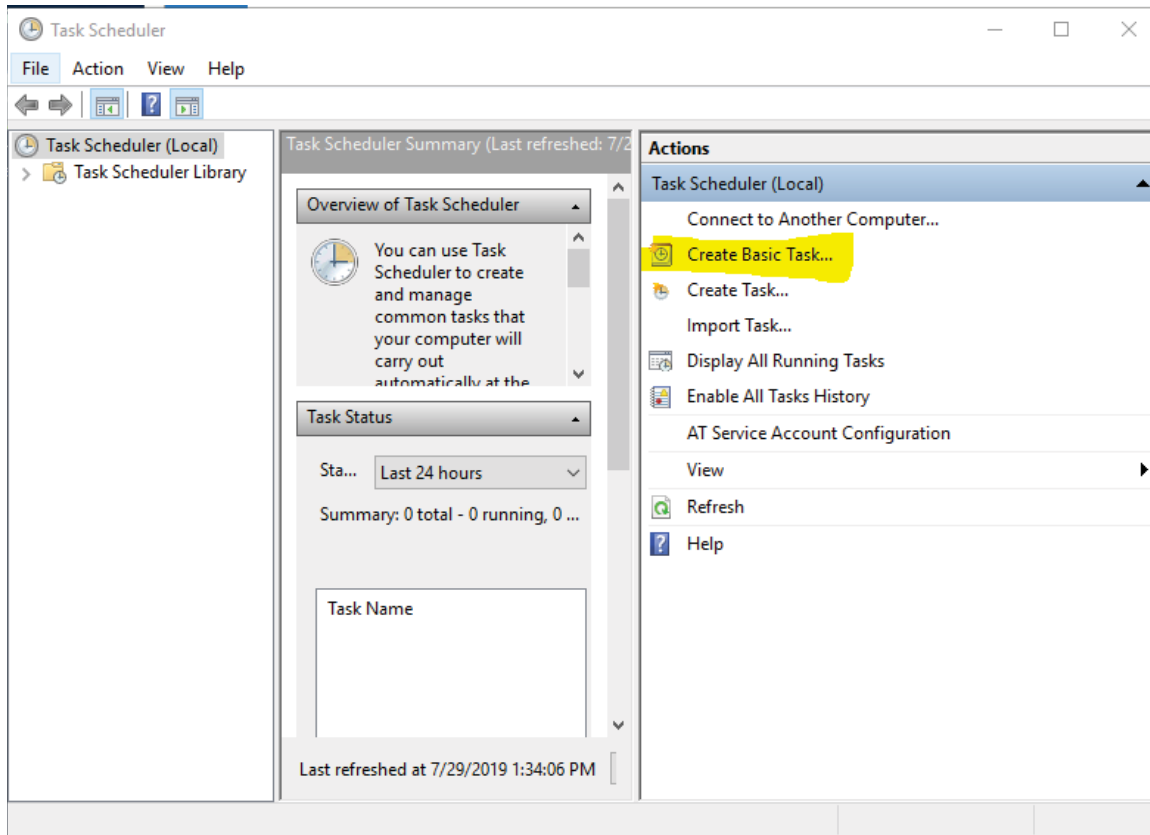 Task Scheduler
File Action View Help
Task Scheduler (Local)
Task Scheduler Library
Task Scheduler Summary (Last refreshed: 7/2
Overview of Task Scheduler
You can use Task
Scheduler to create
and manage
common tasks that
your computer will
carry out
automatically at the
Task Status
Sta... Last 24 hours
Summary: 0 total - 0 running, 0 ...
Task Name
Last refreshed at 7/29/2019 1:34:06 PM
Actions
Task Scheduler (Local)
Connect to Another Computer...
Create Basic Task...
Create Task...
Import Task...
Display All Running Tasks
Enable All Tasks History
AT Service Account Configuration
View
Refresh
Help